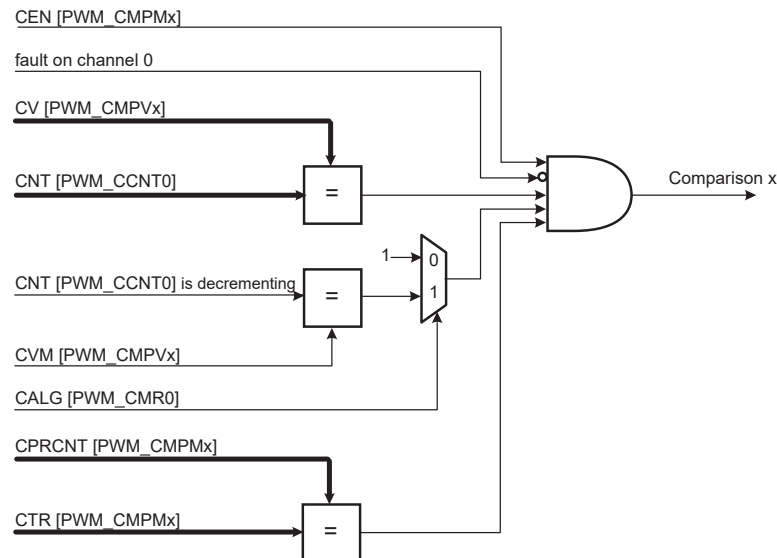 CEN [PWM_CMPMx]
fault on channel 0
CV [PWM_CMPVx]
CNT [PWM_CCNT0]
=
Comparison x
1
0
CNT [PWM_CCNT0] is decrementing
=
1
CVM [PWM_CMPVx]
CALG [PWM_CMR0]
CPRCNT [PWM_CMPMx]
CTR [PWM_CMPMx]
=